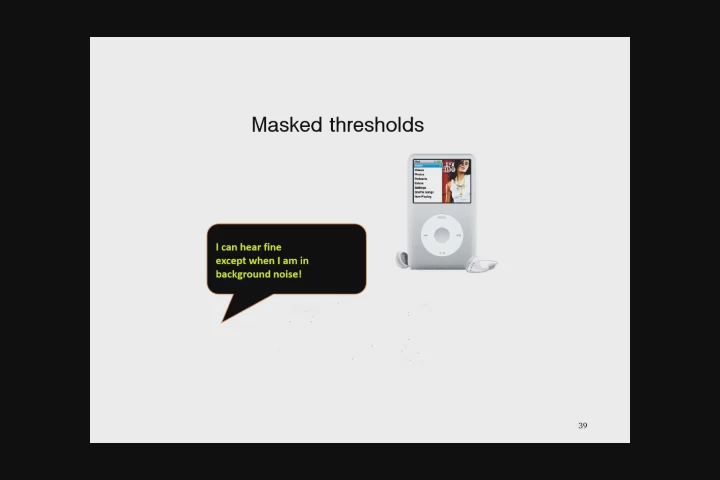 Masked thresholds
I can hear fine
except when I am in
background noise!
39